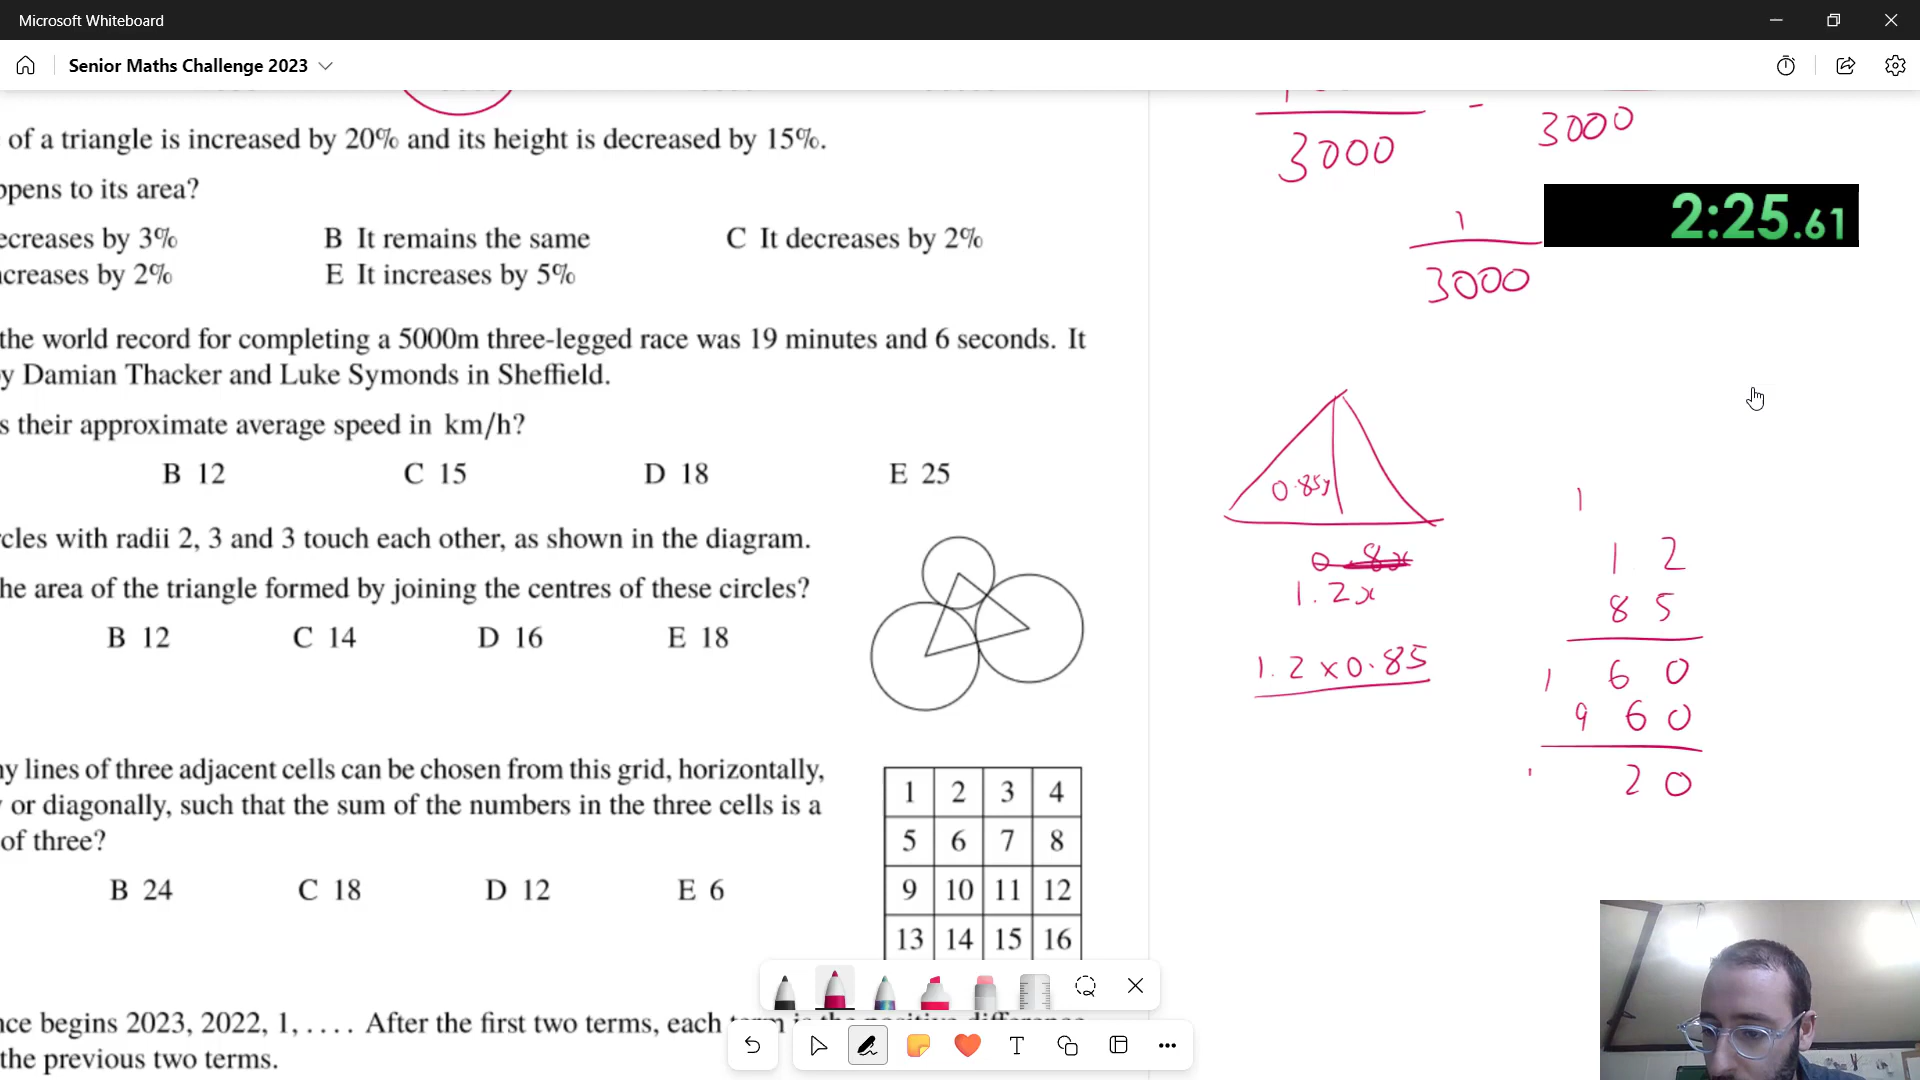 Microsoft Whiteboard
Senior Maths Challenge 2023
of a triangle is increased by 20% and its height is decreased by 15%.
ppens to its area?
ecreases by 3% B It remains the same C It decreases by 2%
ncreases by 2% E It increases by 5%
the world record for completing a 5000m three-legged race was 19 minutes and 6 seconds. It
y Damian Thacker and Luke Symonds in Sheffield.
s their approximate average speed in km/h?
B 12 C 15 D 18 E 25
rcles with radii 2, 3 and 3 touch each other, as shown in the diagram.
he area of the triangle formed by joining the centres of these circles?
B 12 C 14 D 16 E 18
ny lines of three adjacent cells can be chosen from this grid, horizontally,
or diagonally, such that the sum of the numbers in the three cells is a
of three?
B 24 C 18 D 12 E 6
1 2 3 4
5 6 7 8
9 10 11 12
13 14 15 16
nce begins 2023, 2022, 1, . . . . After the first two terms, each term is the positive difference
the previous two terms.
3000 - 3000
2:25.61
1
3000
0.85y
1.2x
1.2 x 0.85
1
1 2
8 5
1 6 0
9 6 0
1 2 0
T